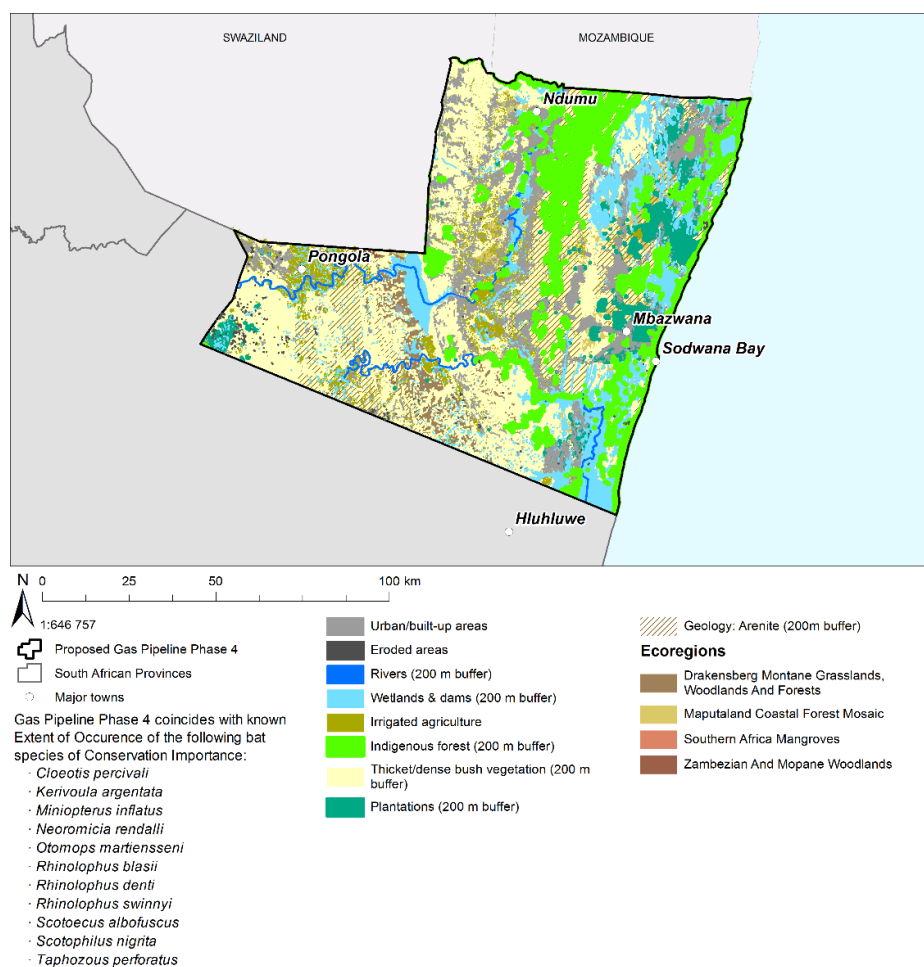 SWAZILAND
MOZAMBIQUE
Ndumu
Pongola
Mbazwana
Sodwana Bay
Hluhluwe
N
0 25 50 100 km
1:646 757
Proposed Gas Pipeline Phase 4
South African Provinces
Major towns
Gas Pipeline Phase 4 coincides with known
Extent of Occurence of the following bat
species of Conservation Importance:
· Cloeotis percivali
· Kerivoula argentata
· Miniopterus inflatus
· Neoromicia rendalli
· Otomops martiensseni
· Rhinolophus blasii
· Rhinolophus denti
· Rhinolophus swinnyi
· Scotoecus albofuscus
· Scotophilus nigrita
· Taphozous perforatus
Urban/built-up areas
Eroded areas
Rivers (200 m buffer)
Wetlands & dams (200 m buffer)
Irrigated agriculture
Indigenous forest (200 m buffer)
Thicket/dense bush vegetation (200 m
buffer)
Plantations (200 m buffer)
Geology: Arenite (200m buffer)
Ecoregions
Drakensberg Montane Grasslands,
Woodlands And Forests
Maputaland Coastal Forest Mosaic
Southern Africa Mangroves
Zambezian And Mopane Woodlands